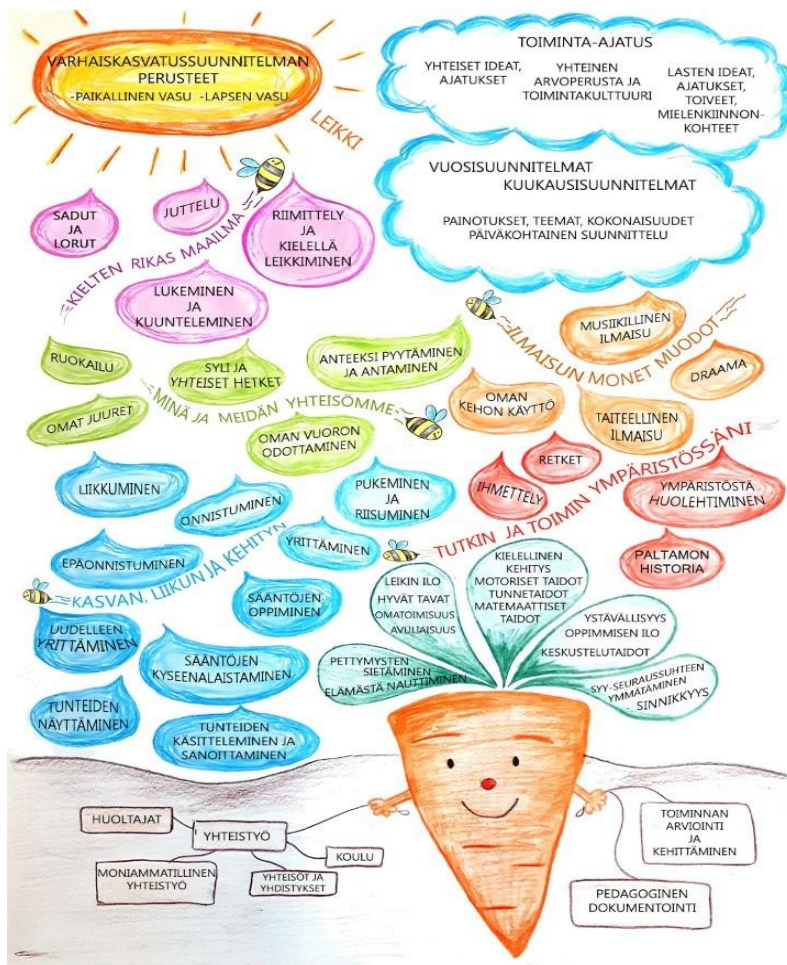 VARHAISKASVATUSSUUNNITELMAN
PERUSTEET
-PAIKALLINEN VASU -LAPSEN VASU
LEIKKI
TOIMINTA-AJATUS
YHTEISET IDEAT,
AJATUKSET
YHTEINEN
ARVOPERUSTA JA
TOIMINTAKULTTUURI
LASTEN IDEAT,
AJATUKSET,
TOIVEET,
MIELENKIINNON-
KOHTEET
VUOSISUUNNITELMAT
KUUKAUSISUUNNITELMAT
PAINOTUKSET, TEEMAT, KOKONAISUUDET
PÄIVÄKOHTAINEN SUUNNITTELU
SADUT
JA
LORUT
JUTTELU
RIIMITTELY
JA
KIELELLÄ
LEIKKIMINEN
KIELTEN RIKAS MAAILMA
LUKEMINEN
JA
KUUNTELEMINEN
MUSIIKILLINEN
ILMAISU
ILMAISUN MONET MUODOT
DRAAMA
OMAN
KEHON KÄYTTÖ
TAITEELLINEN
ILMAISU
RUOKAILU
SYLI JA
YHTEISET HETKET
ANTEEKSI PYYTÄMINEN
JA ANTAMINEN
MINÄ JA MEIDÄN YHTEISÖMME
OMAT JUURET
OMAN VUORON
ODOTTAMINEN
RETKET
IHMETTELY
YMPÄRISTÖSTÄ
HUOLEHTIMINEN
TUTKIN JA TOIMIN YMPÄRISTÖSSÄNI
PALTAMON
HISTORIA
LIIKKUMINEN
ONNISTUMINEN
PUKEMINEN
JA
RIISUMINEN
EPÄONNISTUMINEN
YRITTÄMINEN
KASVAN, LIIKUN JA KEHITYN
SÄÄNTÖJEN
OPPIMINEN
UUDELLEEN
YRITTÄMINEN
SÄÄNTÖJEN
KYSEENALAISTAMINEN
TUNTEIDEN
NÄYTTÄMINEN
TUNTEIDEN
KÄSITTELEMINEN JA
SANOITTAMINEN
LEIKIN ILO
HYVÄT TAVAT
OMATOIMISUUS
AVULIAISUUS
KIELELLINEN
KEHITYS
MOTORISET TAIDOT
TUNNETAIDOT
MATEMAATTISET
TAIDOT
YSTÄVÄLLISYYS
OPPIMMISEN ILO
KESKUSTELUTAIDOT
PETTYMYSTEN
SIETÄMINEN
ELÄMÄSTÄ NAUTTIMINEN
SYY-SEURAUSSUHTEEN
YMMÄTÄMINEN
SINNIKKYYS
HUOLTAJAT
YHTEISTYÖ
KOULU
MONIAMMATILLINEN
YHTEISTYÖ
YHTEISÖT JA
YHDISTYKSET
TOIMINNAN
ARVIOINTI
JA
KEHITTÄMINEN
PEDAGOGINEN
DOKUMENTOINTI